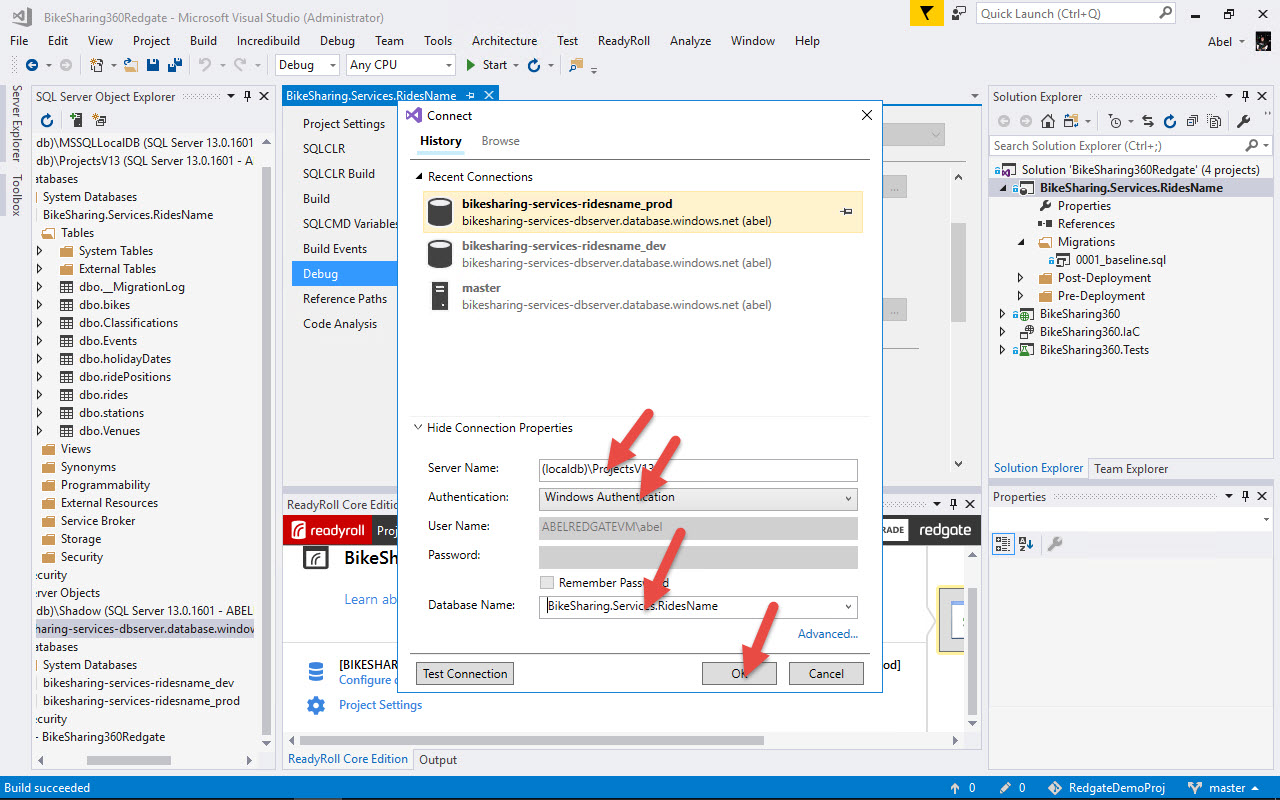 BikeSharing360Redgate - Microsoft Visual Studio (Administrator)
Quick Launch (Ctrl+Q)
File Edit View Project Build Incredibuild Debug Team Tools Architecture Test ReadyRoll Analyze Window Help
Abel
Debug Any CPU Start
Server Explorer
Toolbox
SQL Server Object Explorer
db)\MSSQLLocalDB (SQL Server 13.0.1601
db)\ProjectsV13 (SQL Server 13.0.1601 - A
atabases
System Databases
BikeSharing.Services.RidesName
Tables
System Tables
External Tables
dbo.__MigrationLog
dbo.bikes
dbo.Classifications
dbo.Events
dbo.holidayDates
dbo.ridePositions
dbo.rides
dbo.stations
dbo.Venues
Views
Synonyms
Programmability
External Resources
Service Broker
Storage
Security
ecurity
erver Objects
db)\Shadow (SQL Server 13.0.1601 - ABEL
haring-services-dbserver.database.window
atabases
System Databases
bikesharing-services-ridesname_dev
bikesharing-services-ridesname_prod
ecurity
- BikeSharing360Redgate
BikeSharing.Services.RidesName
Project Settings
SQLCLR
SQLCLR Build
Build
SQLCMD Variables
Build Events
Debug
Reference Paths
Code Analysis
...
...
Connect
History Browse
Recent Connections
bikesharing-services-ridesname_prod
bikesharing-services-dbserver.database.windows.net (abel)
bikesharing-services-ridesname_dev
bikesharing-services-dbserver.database.windows.net (abel)
master
bikesharing-services-dbserver.database.windows.net (abel)
Hide Connection Properties
Server Name: (localdb)\ProjectsV13
Authentication: Windows Authentication
User Name: ABELREDGATEVM\abel
Password:
Remember Password
Database Name: BikeSharing.Services.RidesName
Advanced...
Test Connection OK Cancel
ReadyRoll Core Editio
readyroll Proj
RADE redgate
BikeSh
Learn ab
[BIKESHAR
od]
Configure c
Project Settings
ReadyRoll Core Edition Output
Solution Explorer
Search Solution Explorer (Ctrl+;)
Solution 'BikeSharing360Redgate' (4 projects)
BikeSharing.Services.RidesName
Properties
References
Migrations
0001_baseline.sql
Post-Deployment
Pre-Deployment
BikeSharing360
BikeSharing360.IaC
BikeSharing360.Tests
Solution Explorer Team Explorer
Properties
Build succeeded
0 0 RedgateDemoProj master